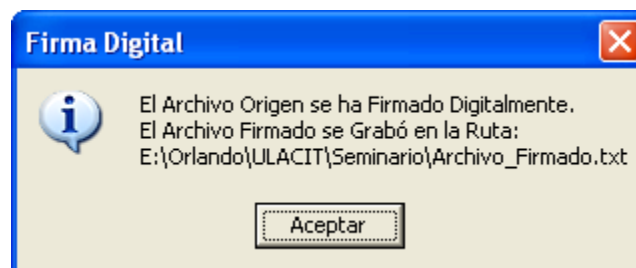 Firma Digital
El Archivo Origen se ha Firmado Digitalmente.
El Archivo Firmado se Grabó en la Ruta:
E:\Orlando\ULACIT\Seminario\Archivo_Firmado.txt
Aceptar